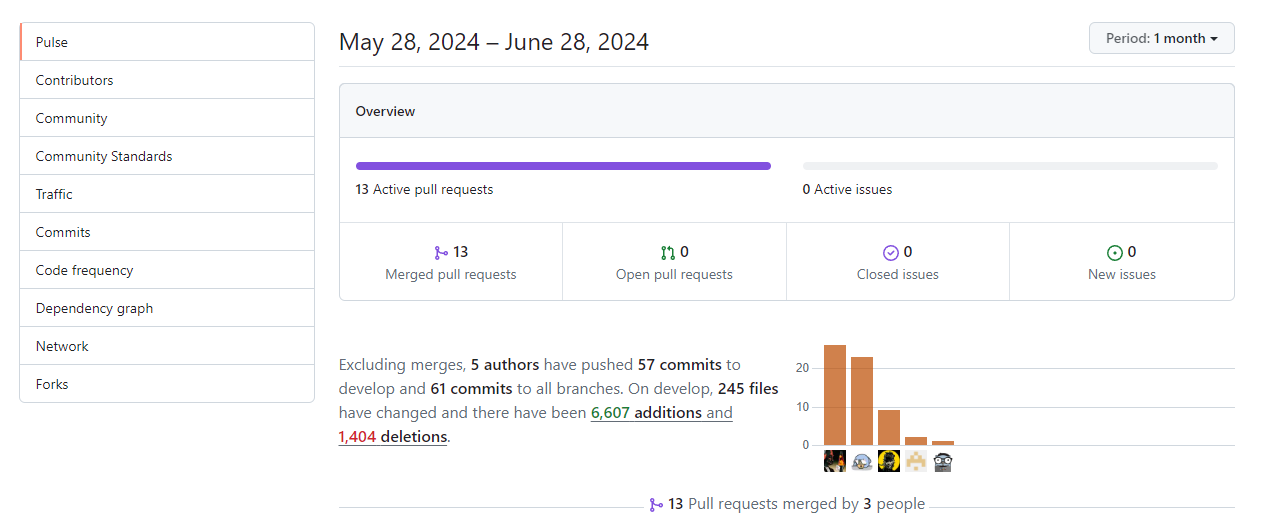 Pulse
Contributors
Community
Community Standards
Traffic
Commits
Code frequency
Dependency graph
Network
Forks
May 28, 2024 – June 28, 2024
Period: 1 month
Overview
13 Active pull requests
0 Active issues
13
Merged pull requests
0
Open pull requests
0
Closed issues
0
New issues
Excluding merges, 5 authors have pushed 57 commits to
develop and 61 commits to all branches. On develop, 245 files
have changed and there have been 6,607 additions and
1,404 deletions.
20
10
0
13 Pull requests merged by 3 people